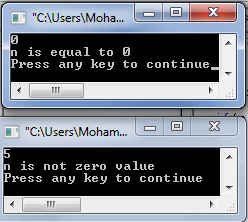 "C:\Users\Moham...
0
n is equal to 0
Press any key to continue_
"C:\Users\Moham...
5
n is not zero value
Press any key to continue